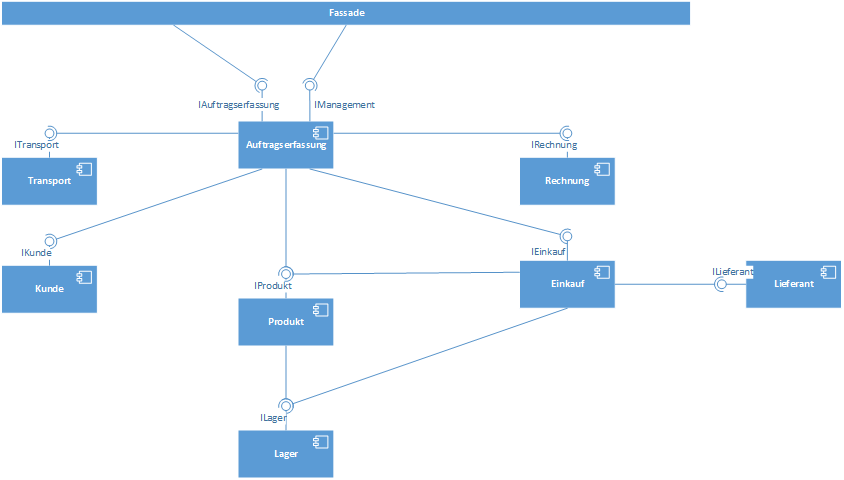 Fassade
IAuftragserfassung
IManagement
ITransport
Auftragserfassung
IRechnung
Transport
Rechnung
IKunde
IEinkauf
ILieferant
Kunde
IProdukt
Einkauf
Lieferant
Produkt
ILager
Lager